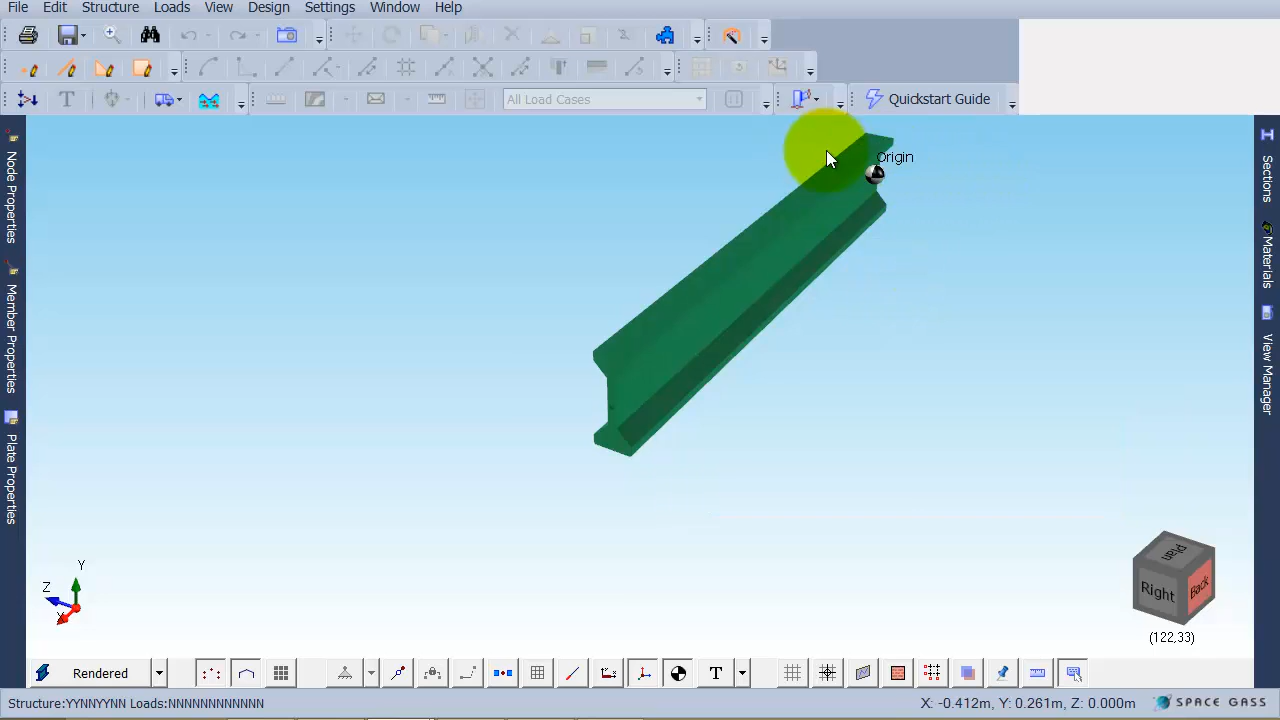 File Edit Structure Loads View Design Settings Window Help
All Load Cases
Quickstart Guide
Node Properties
Member Properties
Plate Properties
Sections
Materials
View Manager
Origin
Y
Z
X
Plan
Right
Back
(122,33)
Rendered
T
T
Structure:YYNNYYNN Loads:NNNNNNNNNNNN
X: -0.412m, Y: 0.261m, Z: 0.000m
SPACE GASS